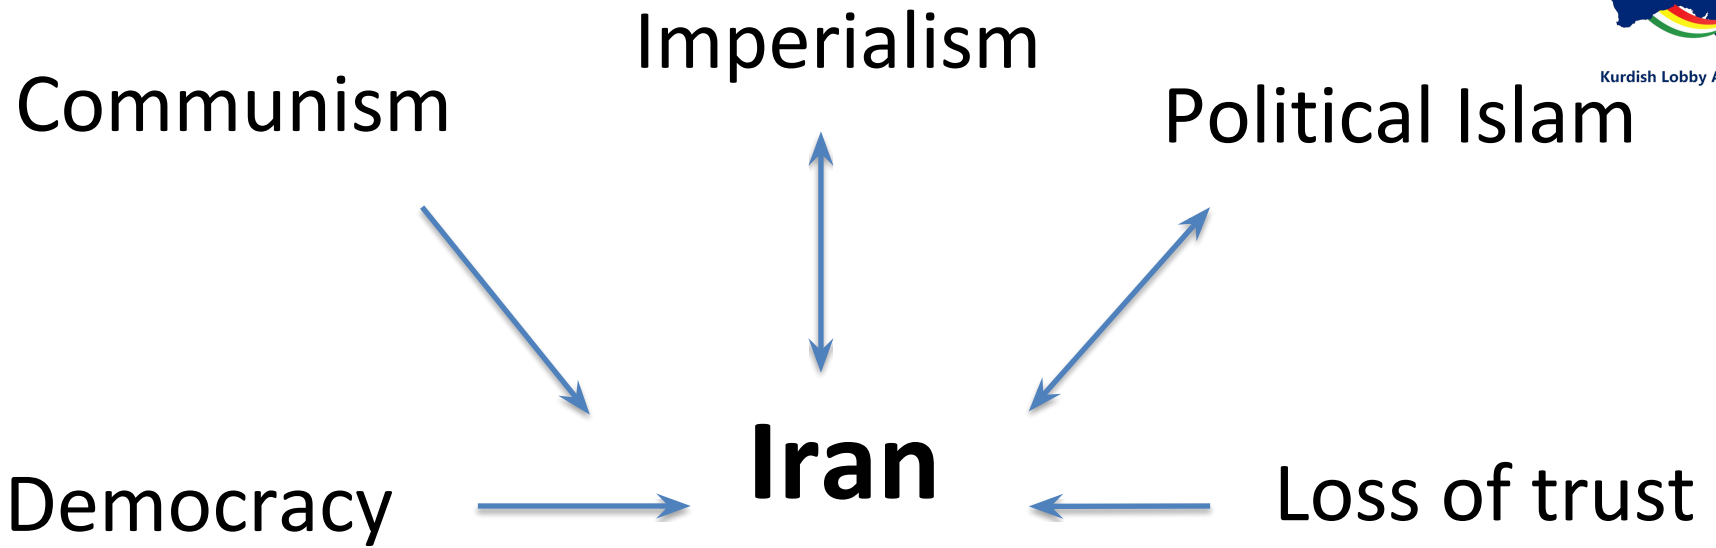 Imperialism
Communism
Kurdish Lobby
Political Islam
Iran
Democracy
Loss of trust